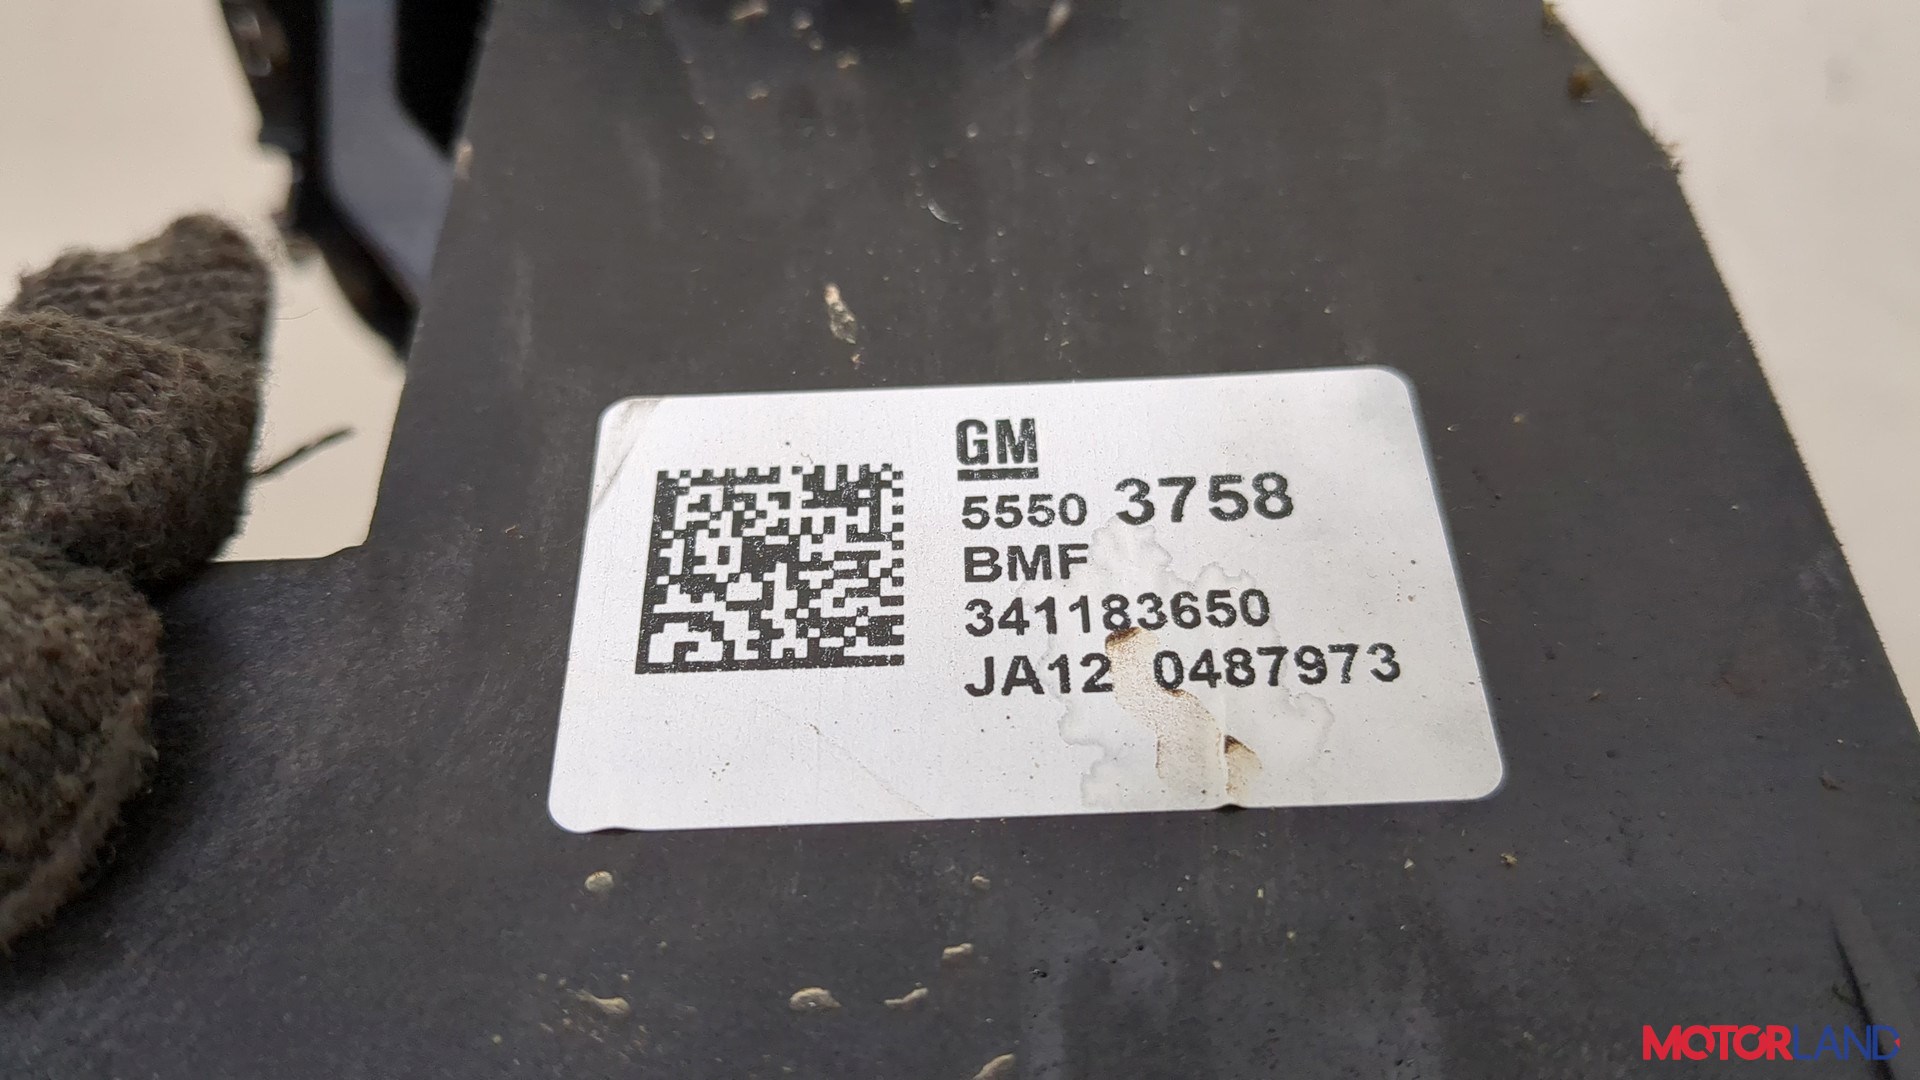 GM
5550 3758
BMF
341183650
JA12 0487973
MOTORLAND